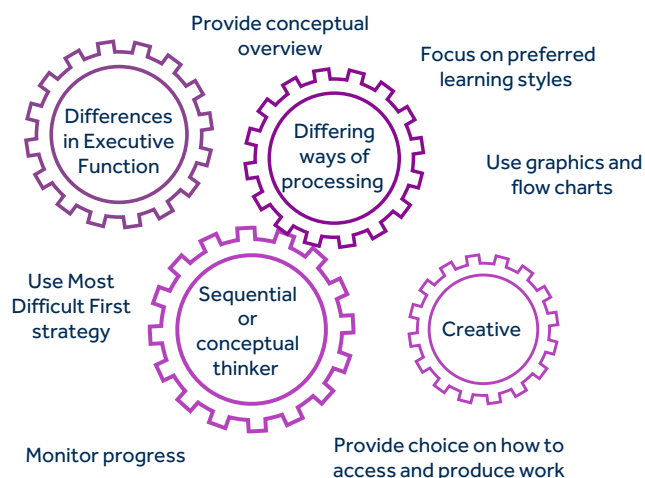 Provide conceptual
overview
Focus on preferred
learning styles
Differences
in Executive
Function
Differing
ways of
processing
Use graphics and
flow charts
Use Most
Difficult First
strategy
Sequential
or
conceptual
thinker
Creative
Monitor progress
Provide choice on how to
access and produce work